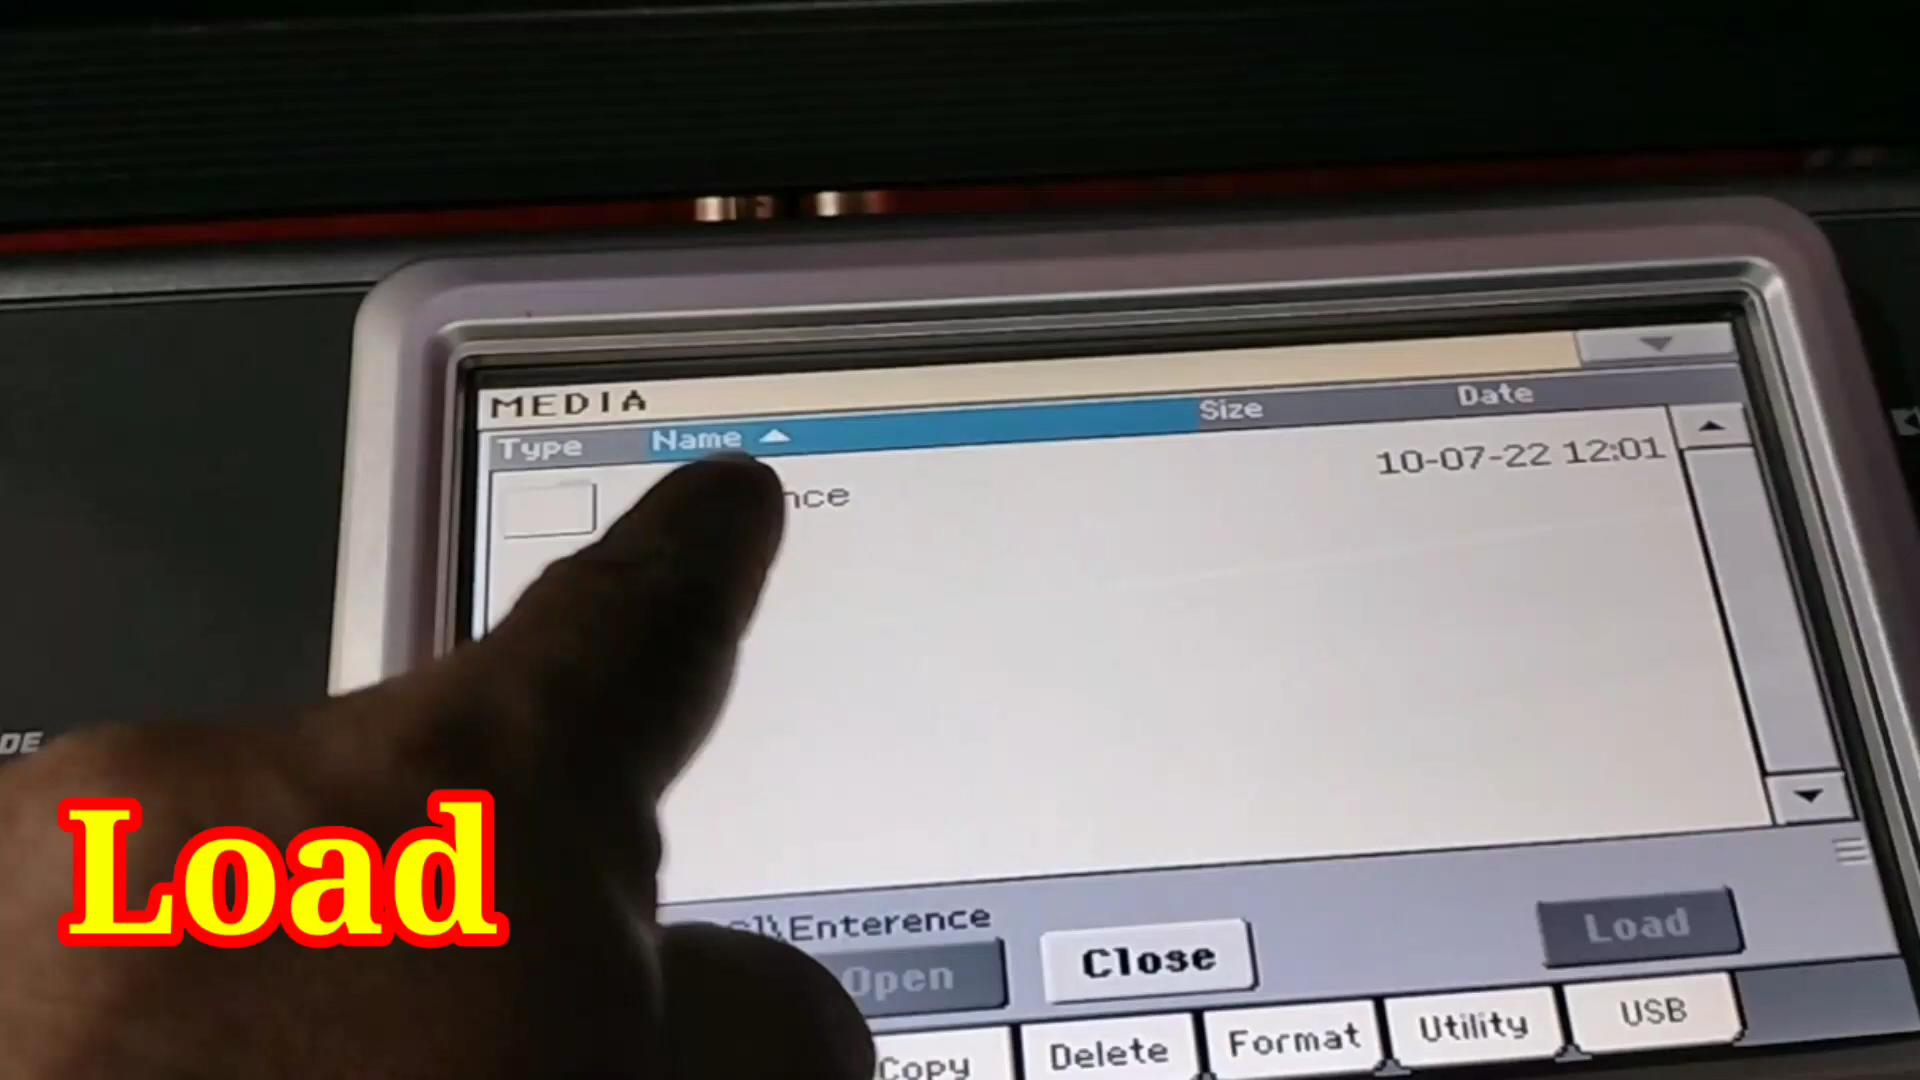 MEDIA
Type Name Size Date
10-07-22 12:01
\Enterence
Open Close Load
Copy Delete Format Utility USB
Load